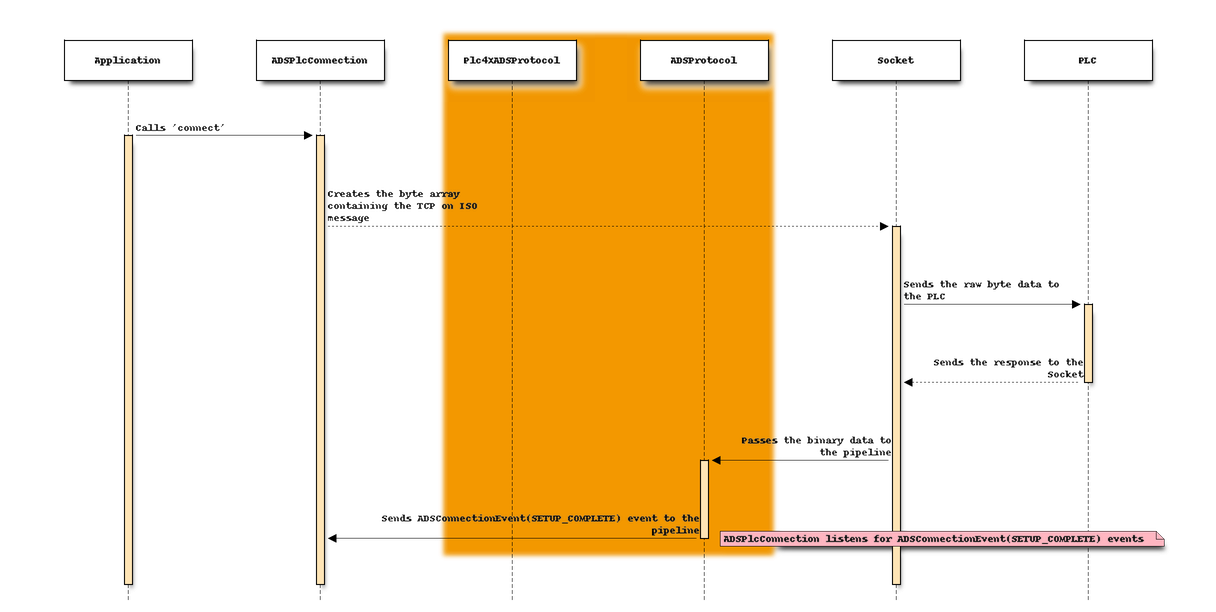 Application
ADSPlcConnection
Plc4XADSProtocol
ADSProtocol
Socket
PLC
Calls 'connect'
Creates the byte array
containing the TCP on ISO
message
Sends the raw byte data to
the PLC
Sends the response to the
Socket
Passes the binary data to
the pipeline
Sends ADSConnectionEvent(SETUP_COMPLETE) event to the
pipeline
ADSPlcConnection listens for ADSConnectionEvent(SETUP_COMPLETE) events